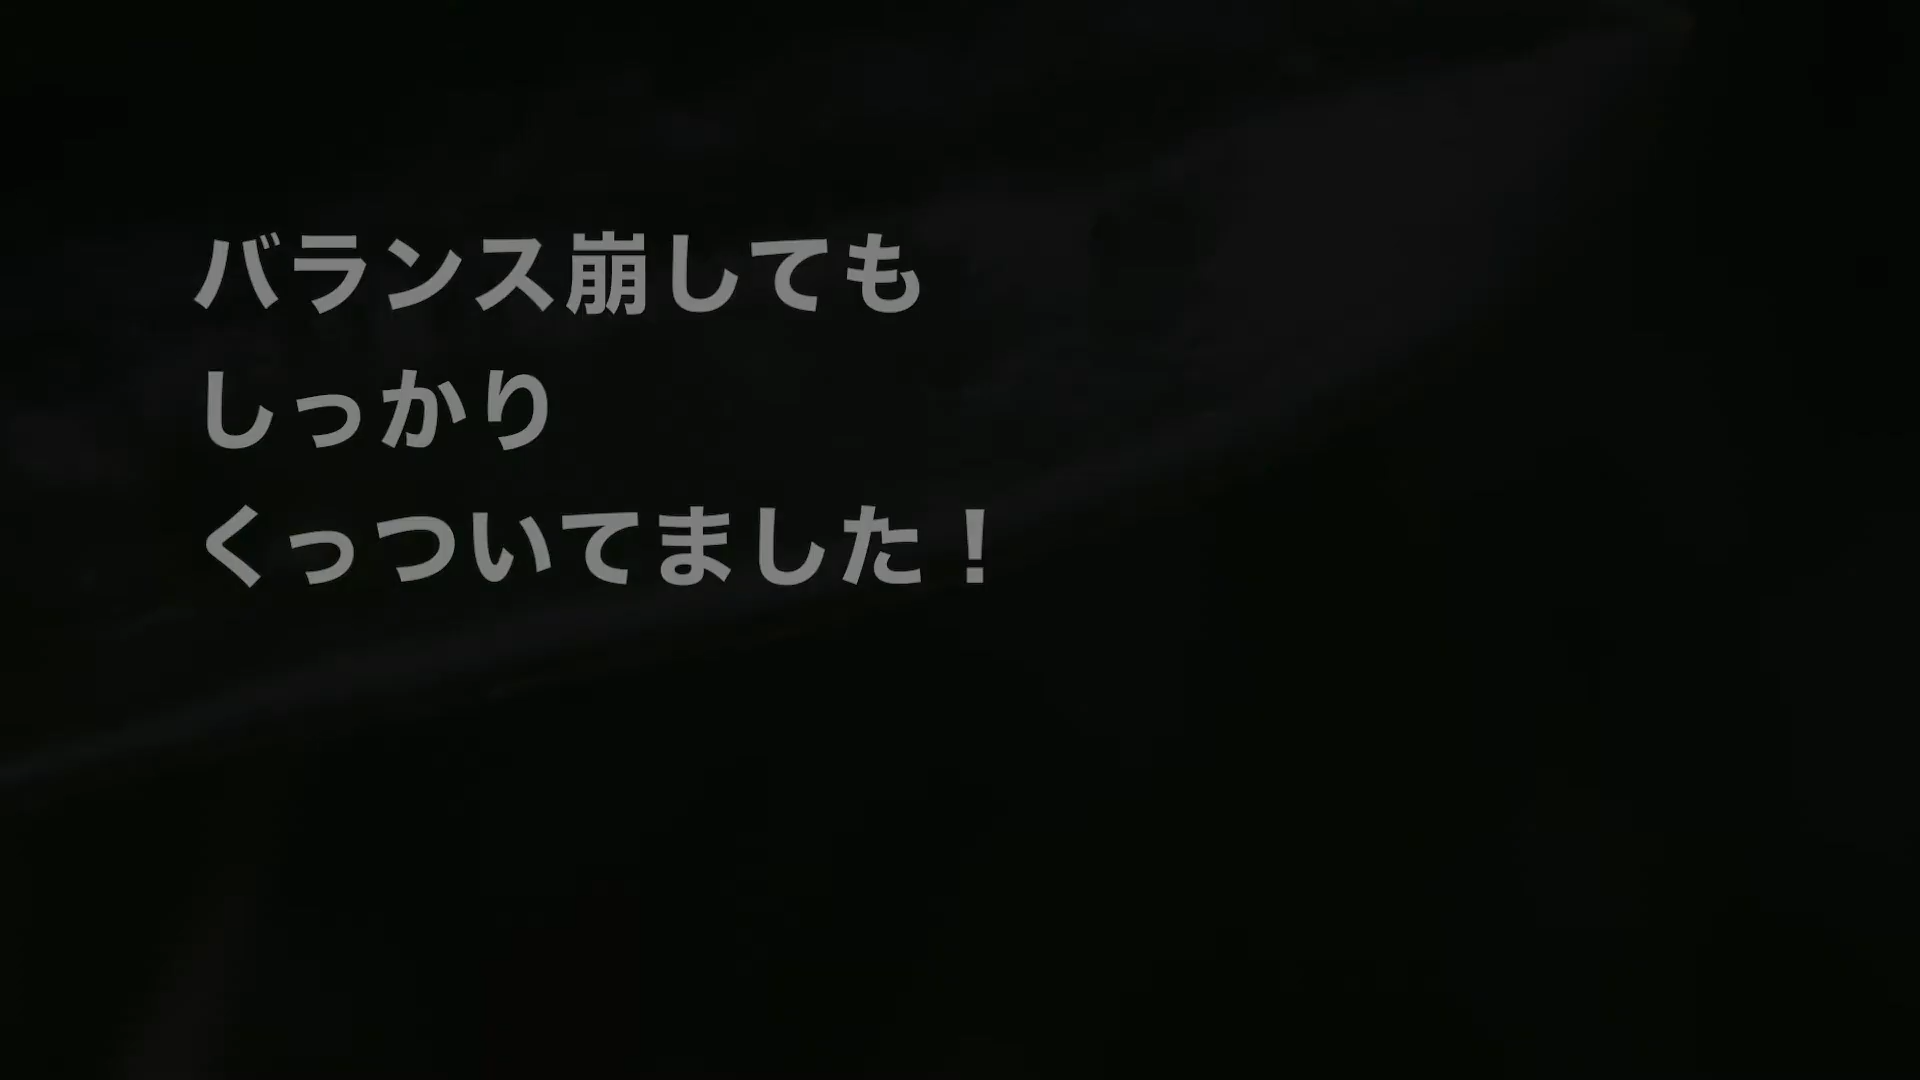 バランス崩しても
しっかり
くっついてました！